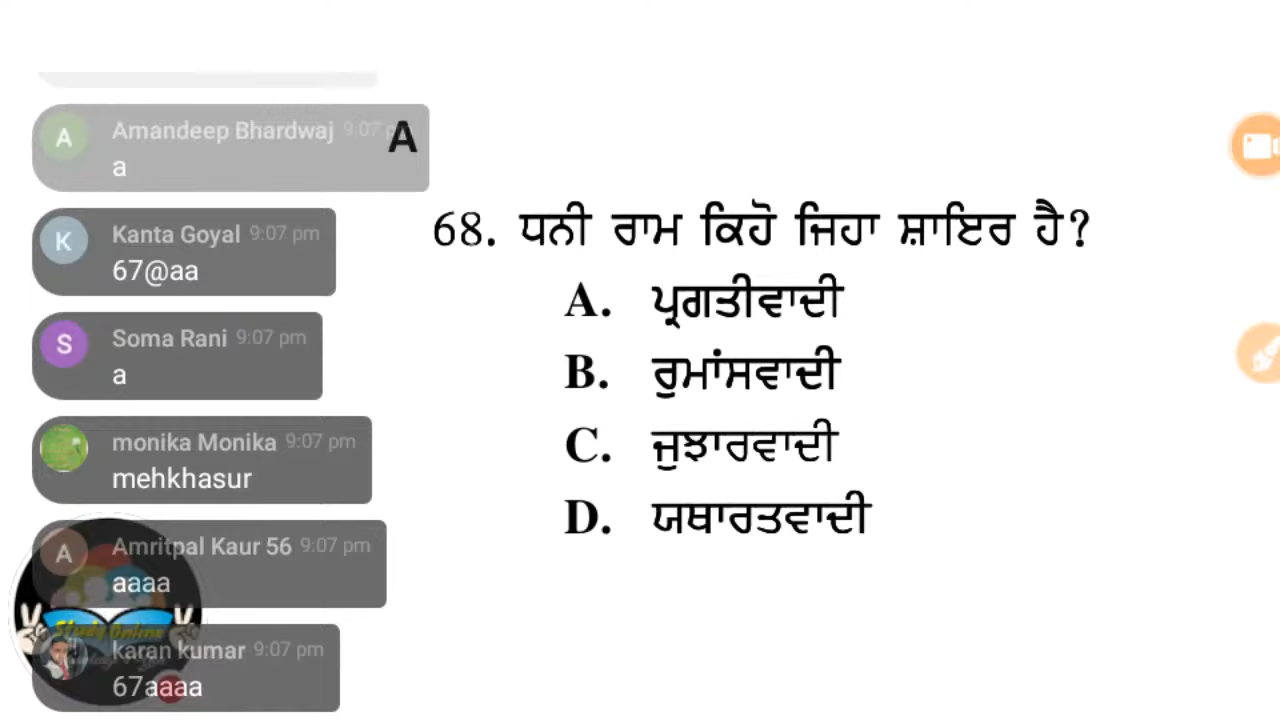 Amandeep Bhardwaj 9:07 p
A
a
Kanta Goyal 9:07 pm
67@aa
Soma Rani 9:07 pm
a
monika Monika 9:07 pm
mehkhasur
Amritpal Kaur 56 9:07 pm
aaaa
karan kumar 9:07 pm
67aaaa
Study Online
68. ਧਨੀ ਰਾਮ ਕਿਹੋ ਜਿਹਾ ਸ਼ਾਇਰ ਹੈ?
A. ਪ੍ਰਗਤੀਵਾਦੀ
B. ਰੁਮਾਂਸਵਾਦੀ
C. ਜੁਝਾਰਵਾਦੀ
D. ਯਥਾਰਤਵਾਦੀ